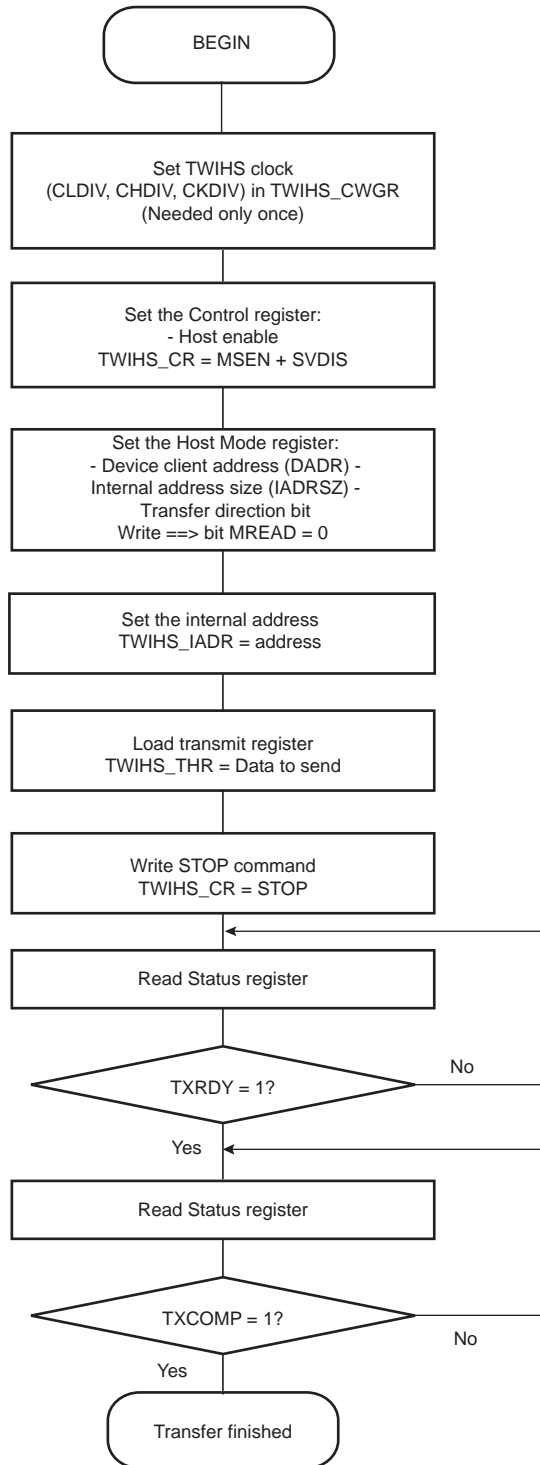 BEGIN
Set TWIHS clock
(CLDIV, CHDIV, CKDIV) in TWIHS_CWGR
(Needed only once)
Set the Control register:
- Host enable
TWIHS_CR = MSEN + SVDIS
Set the Host Mode register:
- Device client address (DADR) -
Internal address size (IADRSZ) -
Transfer direction bit
Write ==> bit MREAD = 0
Set the internal address
TWIHS_IADR = address
Load transmit register
TWIHS_THR = Data to send
Write STOP command
TWIHS_CR = STOP
Read Status register
TXRDY = 1?
No
Yes
Read Status register
TXCOMP = 1?
No
Yes
Transfer finished